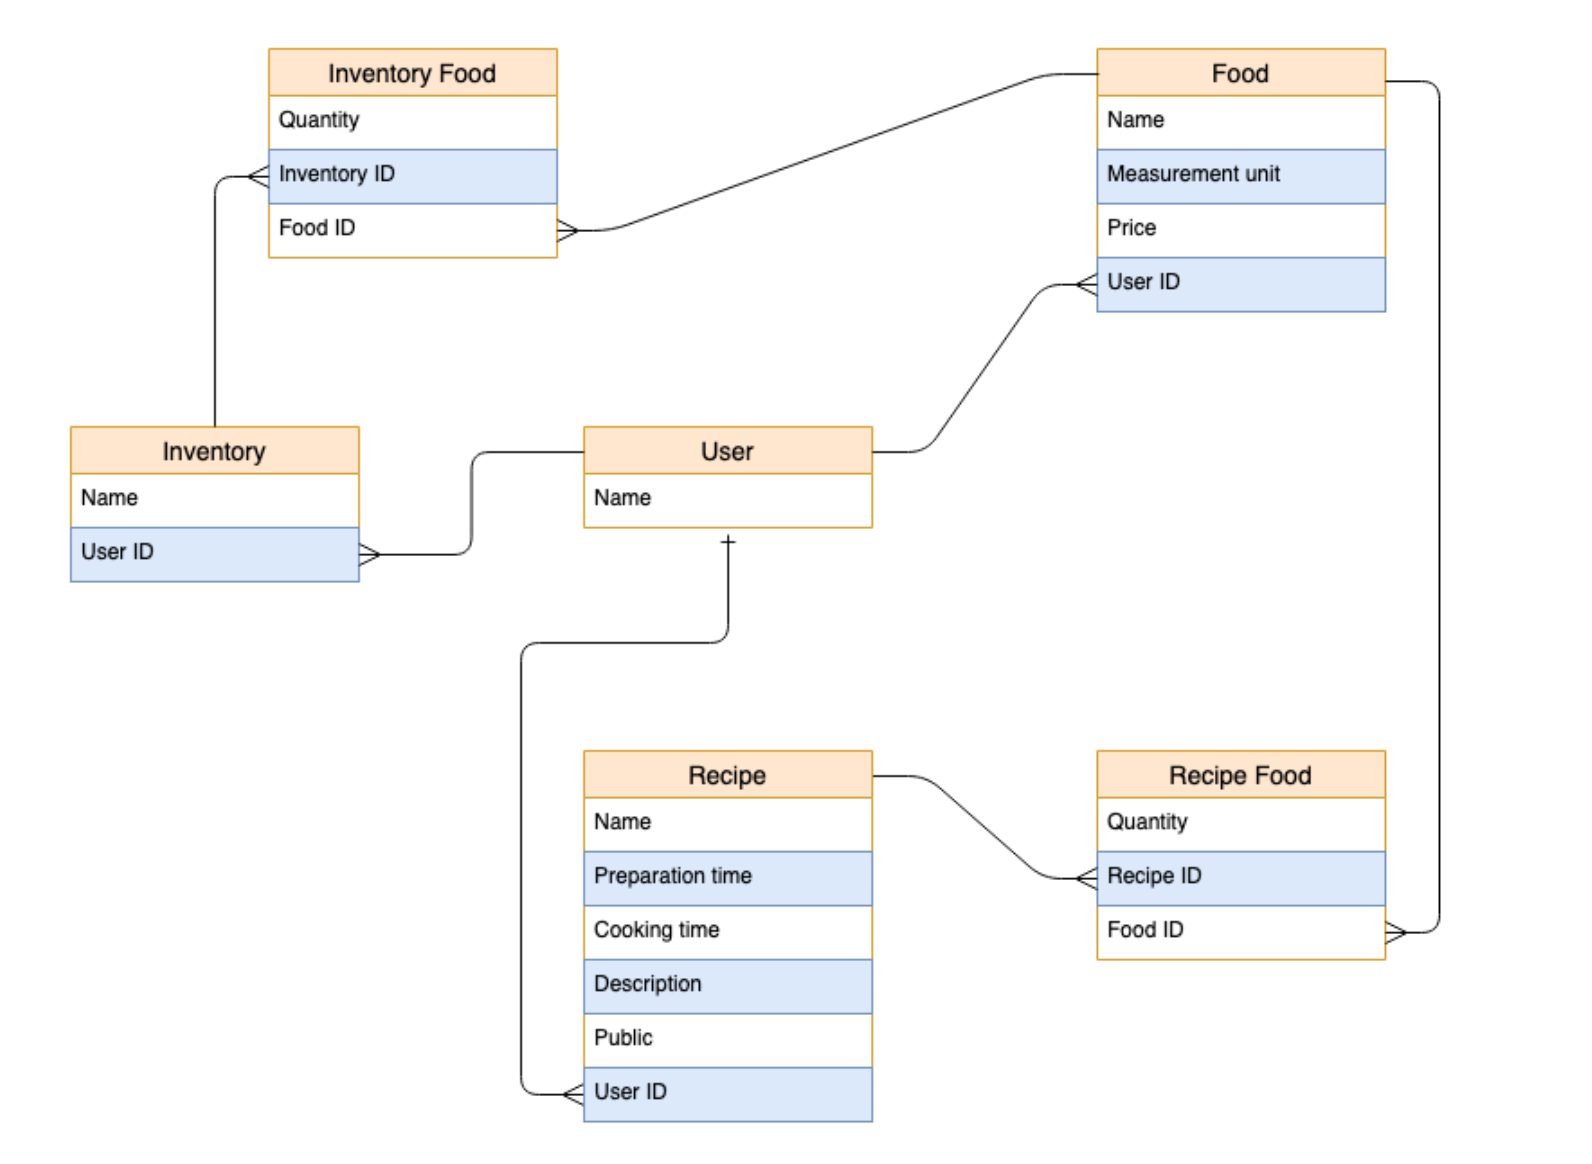 Inventory Food
Quantity
Inventory ID
Food ID
Food
Name
Measurement unit
Price
User ID
Inventory
Name
User ID
User
Name
Recipe
Name
Preparation time
Cooking time
Description
Public
User ID
Recipe Food
Quantity
Recipe ID
Food ID